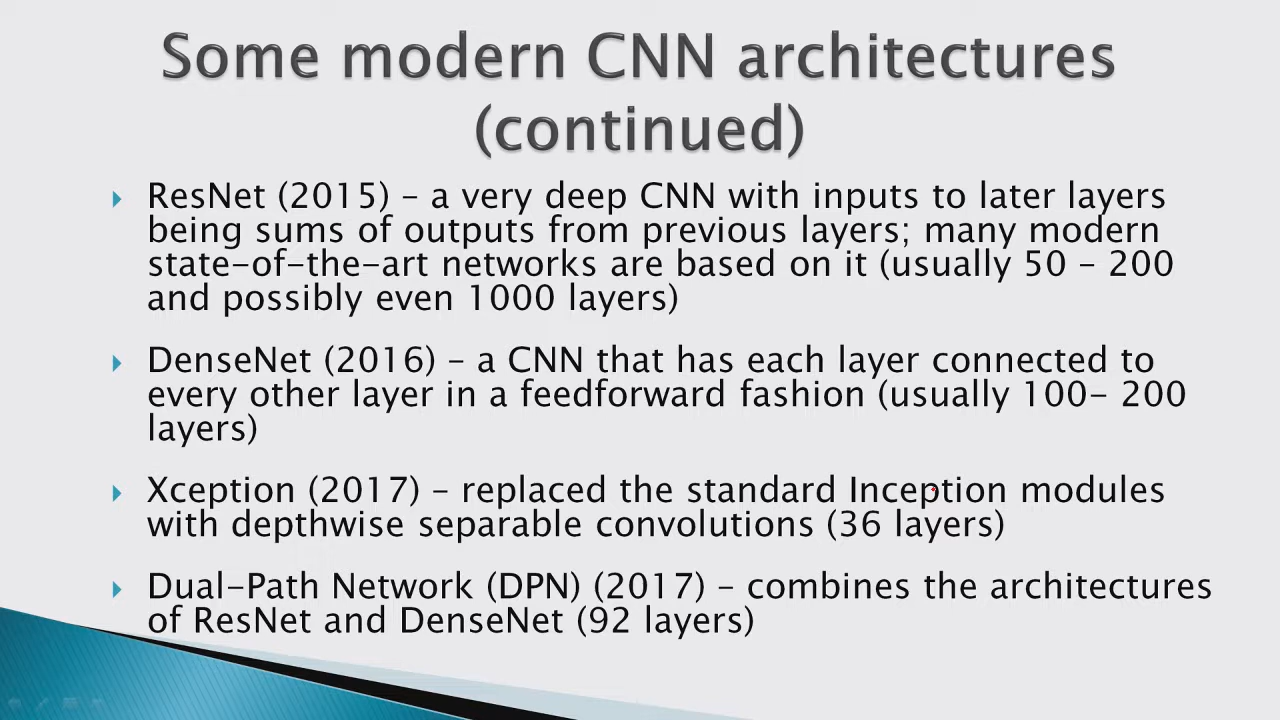 Some modern CNN architectures
(continued)
ResNet (2015) – a very deep CNN with inputs to later layers
being sums of outputs from previous layers; many modern
state-of-the-art networks are based on it (usually 50 – 200
and possibly even 1000 layers)
DenseNet (2016) – a CNN that has each layer connected to
every other layer in a feedforward fashion (usually 100– 200
layers)
Xception (2017) – replaced the standard Inception modules
with depthwise separable convolutions (36 layers)
Dual-Path Network (DPN) (2017) – combines the architectures
of ResNet and DenseNet (92 layers)